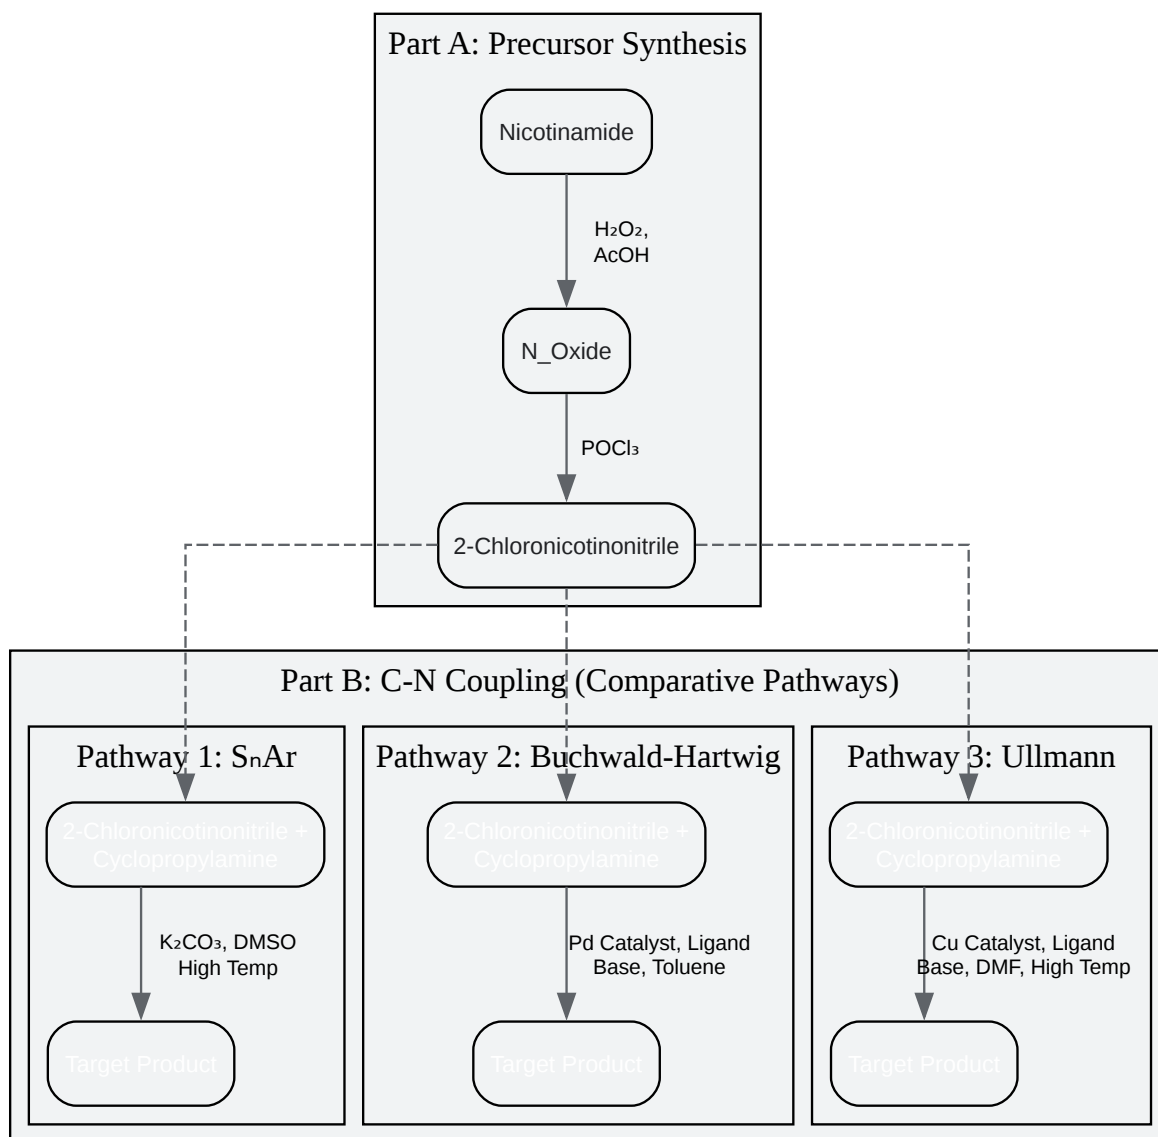 Part A: Precursor Synthesis
Nicotinamide
H₂O₂,
AcOH
N_Oxide
POCl₃
2-Chloronicotinonitrile
Part B: C-N Coupling (Comparative Pathways)
Pathway 1: SₙAr
2-Chloronicotinonitrile +
Cyclopropylamine
K₂CO₃, DMSO
High Temp
Target Product
Pathway 2: Buchwald-Hartwig
2-Chloronicotinonitrile +
Cyclopropylamine
Pd Catalyst, Ligand
Base, Toluene
Target Product
Pathway 3: Ullmann
2-Chloronicotinonitrile +
Cyclopropylamine
Cu Catalyst, Ligand
Base, DMF, High Temp
Target Product